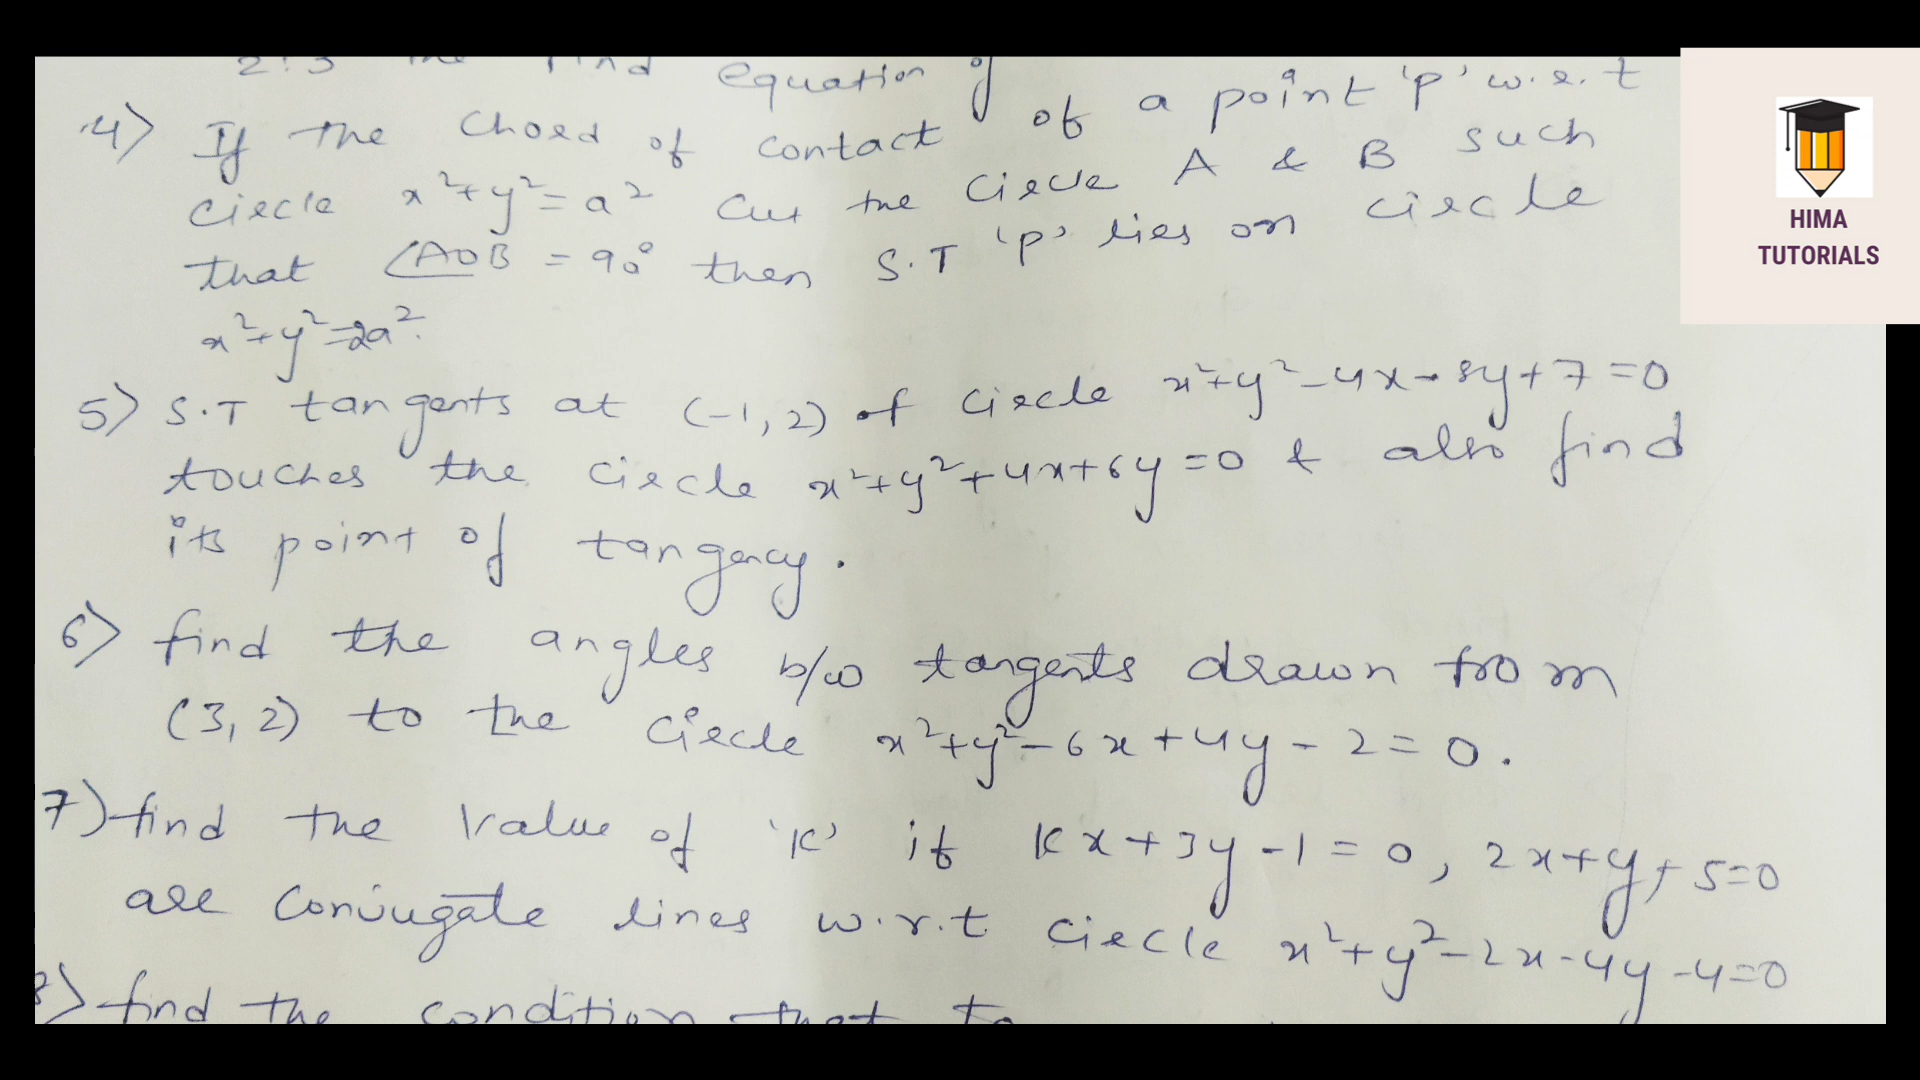 2:3 the find equation of
4) If the chord of contact of a point 'p' w.r.t
circle x²+y²=a² cut the circle A & B such
that ∠AOB = 90° then S.T 'p' lies on circle
x²+y²=2a².
5) S.T tangents at (-1,2) of circle x²+y²-4x-8y+7=0
touches the circle x²+y²+4x+6y=0 & also find
its point of tangency.
6) find the angles b/w tangents drawn from
(3,2) to the circle x²+y²-6x+4y-2=0.
7) find the value of 'K' if Kx+3y-1=0, 2x+y+5=0
are conjugate lines w.r.t circle x²+y²-2x-4y-4=0
8) find the condition that
HIMA
TUTORIALS